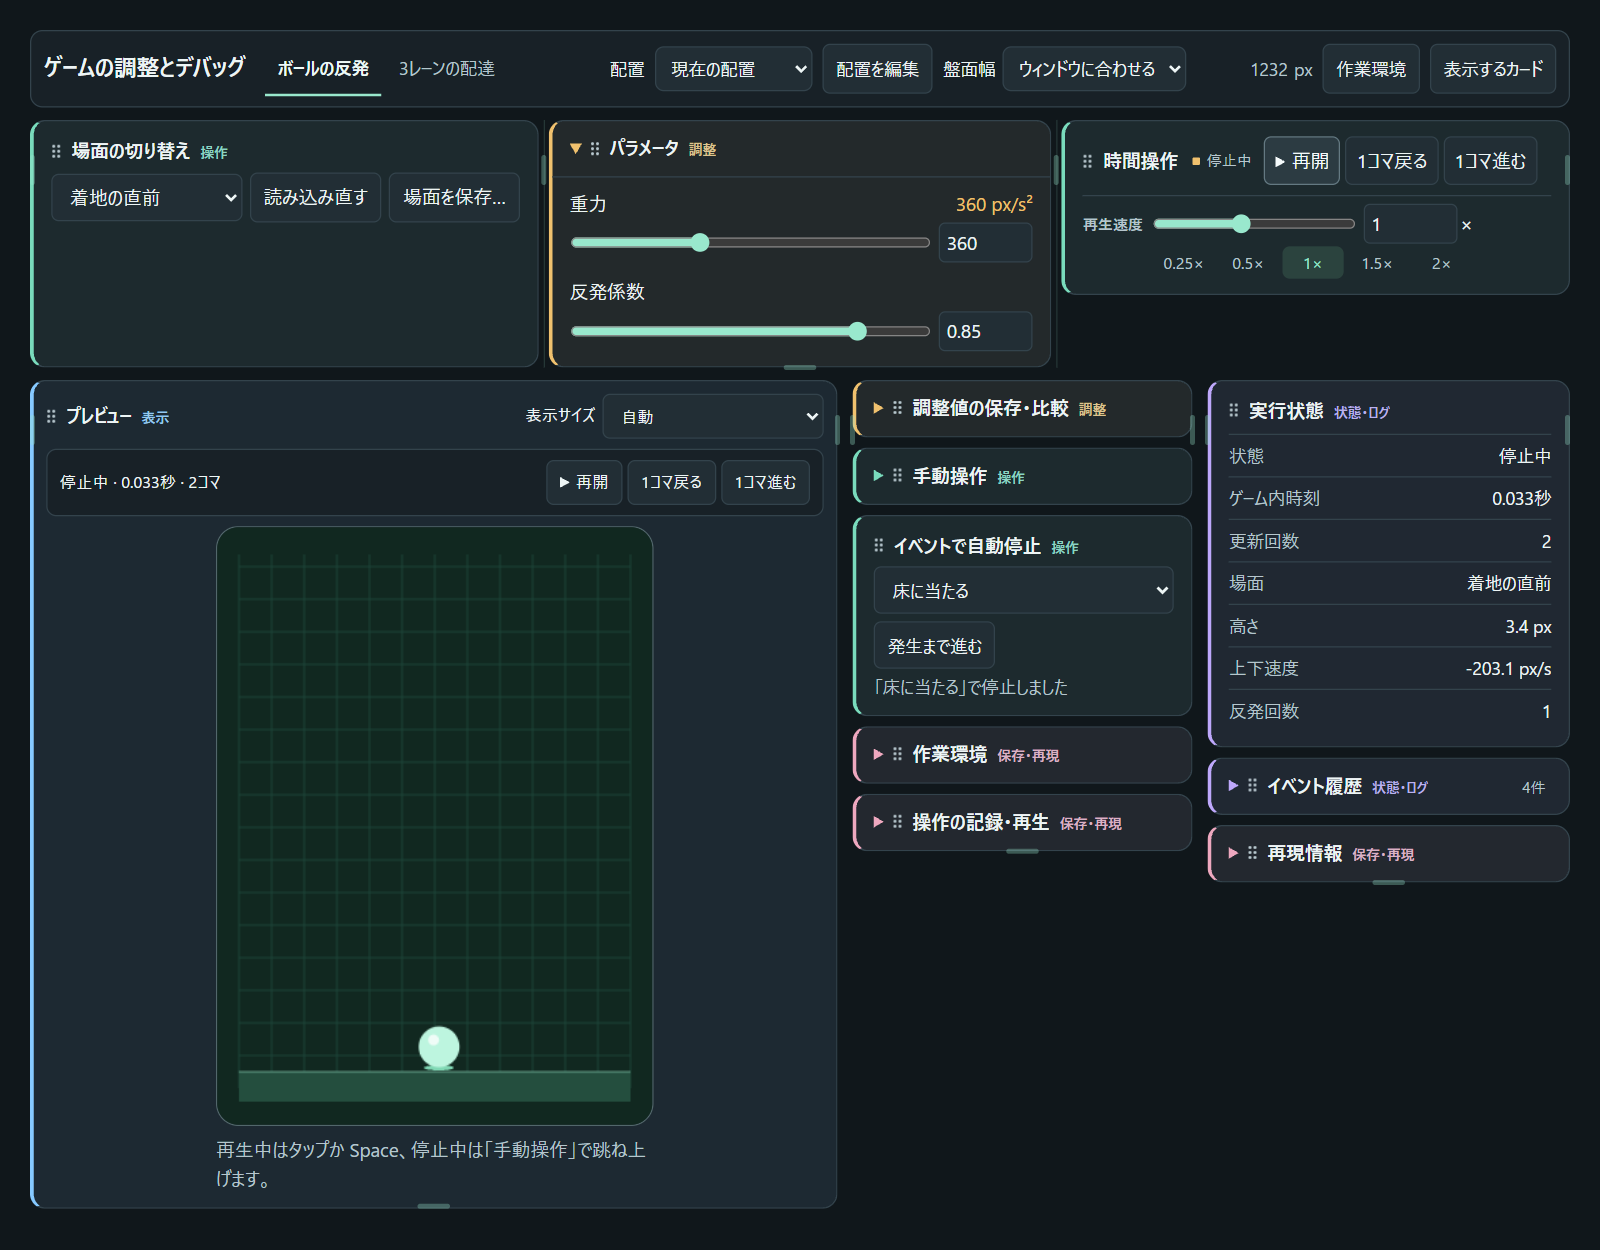 ゲームの調整とデバッグ
ボールの反発
3レーンの配達
配置
現在の配置
配置を編集
盤面幅
ウィンドウに合わせる
1232 px
作業環境
表示するカード
場面の切り替え 操作
着地の直前
読み込み直す
場面を保存...
パラメータ 調整
重力
360 px/s²
360
反発係数
0.85
時間操作
停止中
再開
1コマ戻る
1コマ進む
再生速度
1
×
0.25×
0.5×
1×
1.5×
2×
プレビュー 表示
表示サイズ
自動
停止中・0.033秒・2コマ
再開
1コマ戻る
1コマ進む
再生中はタップか Space、停止中は「手動操作」で跳ね上
げます。
調整値の保存・比較 調整
手動操作 操作
イベントで自動停止 操作
床に当たる
発生まで進む
「床に当たる」で停止しました
作業環境 保存・再現
操作の記録・再生 保存・再現
実行状態 状態・ログ
状態 停止中
ゲーム内時刻 0.033秒
更新回数 2
場面 着地の直前
高さ 3.4 px
上下速度 -203.1 px/s
反発回数 1
イベント履歴 状態・ログ 4件
再現情報 保存・再現